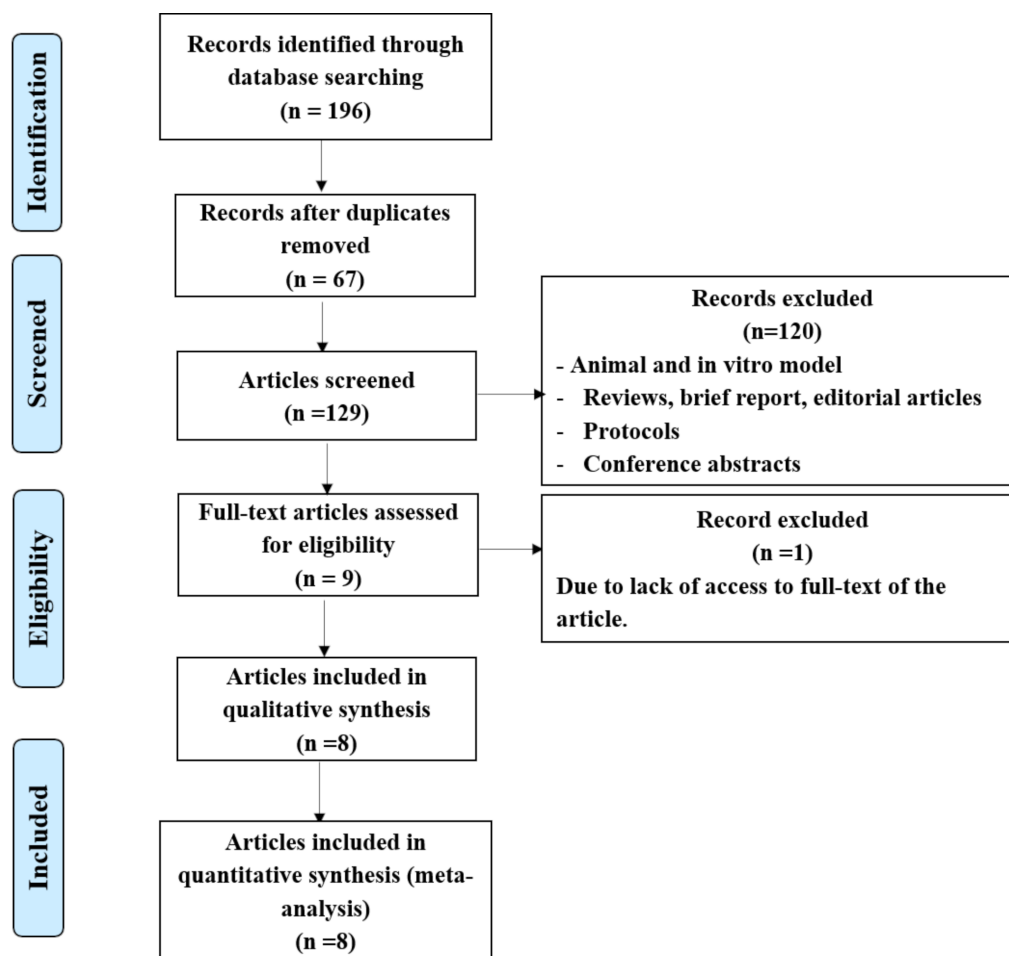 Identification
Records identified through
database searching
(n = 196)
Records after duplicates
removed
(n = 67)
Screened
Articles screened
(n =129)
Records excluded
(n=120)
- Animal and in vitro model
- Reviews, brief report, editorial articles
- Protocols
- Conference abstracts
Eligibility
Full-text articles assessed
for eligibility
(n = 9)
Record excluded
(n =1)
Due to lack of access to full-text of the
article.
Articles included in
qualitative synthesis
(n =8)
Included
Articles included in
quantitative synthesis (meta-
analysis)
(n =8)